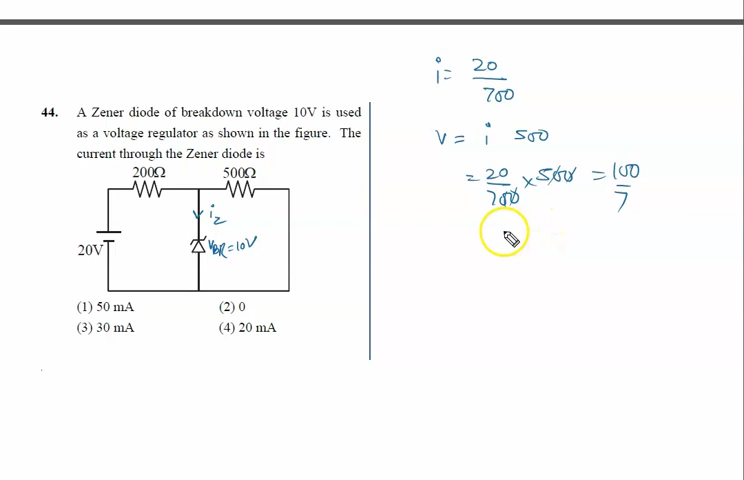 44. A Zener diode of breakdown voltage 10V is used
as a voltage regulator as shown in the figure. The
current through the Zener diode is
200Ω 500Ω
i₂
V_BR=10V
20V
(1) 50 mA (2) 0
(3) 30 mA (4) 20 mA
i = 20/700
V = i 500
= 20/700 × 500 = 100/7